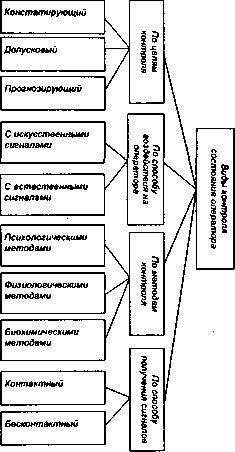 Виды контроля
состояния оператора
По целям
контроля
Констатирующий
Допусковый
Прогнозирующий
По способу
воздействия на
оператора
С искусственными
сигналами
С естественными
сигналами
По методам
контроля
Психологическими
методами
Физиологическими
методами
Биохимическими
методами
По способу
получения сигналов
Контактный
Бесконтактный